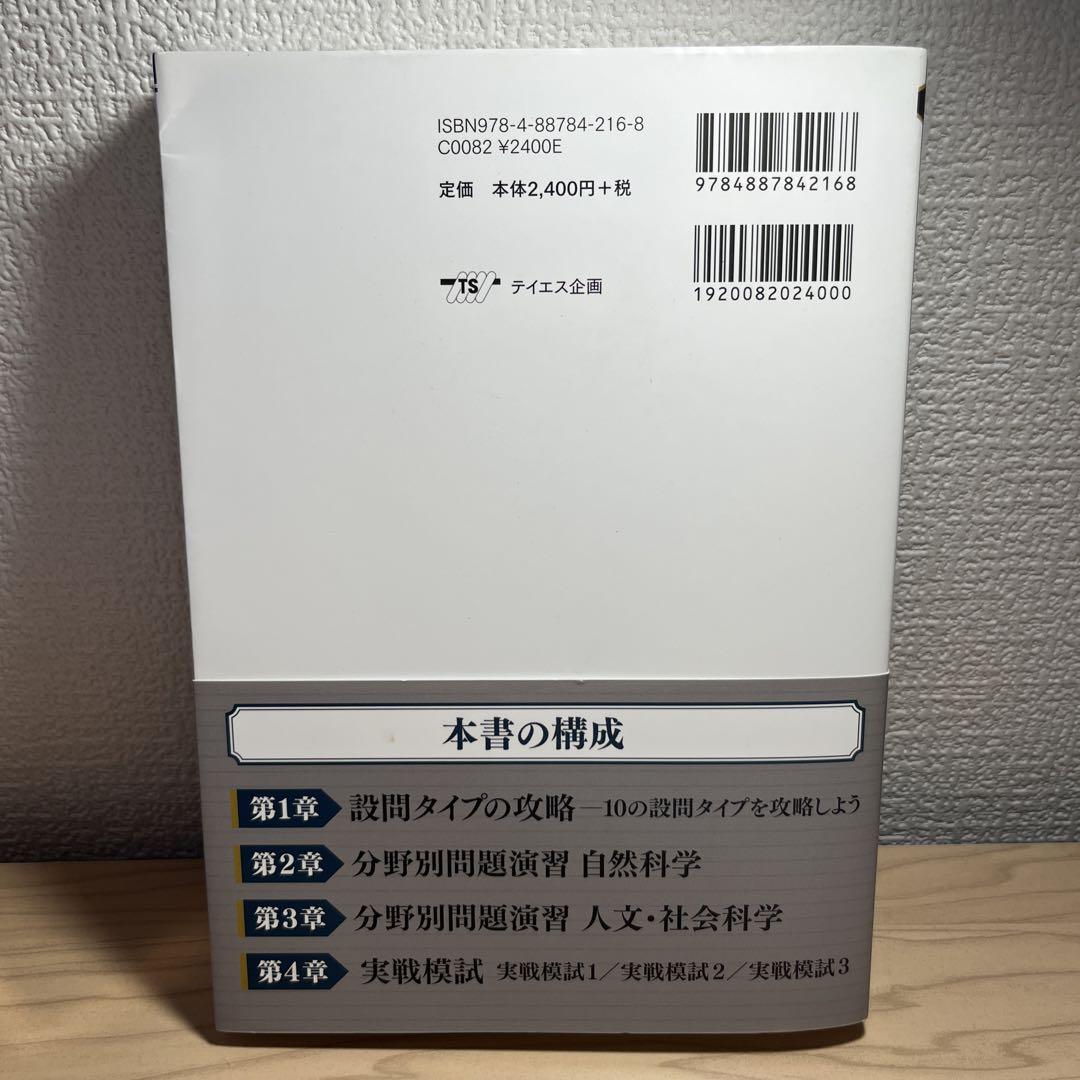 ISBN978-4-88784-216-8
C0082 ¥2400E
定価 本体2,400円+税
9784887842168
TS テイエス企画
1920082024000
本書の構成
第1章 設問タイプの攻略―10の設問タイプを攻略しよう
第2章 分野別問題演習 自然科学
第3章 分野別問題演習 人文・社会科学
第4章 実戦模試 実戦模試1/実戦模試2/実戦模試3